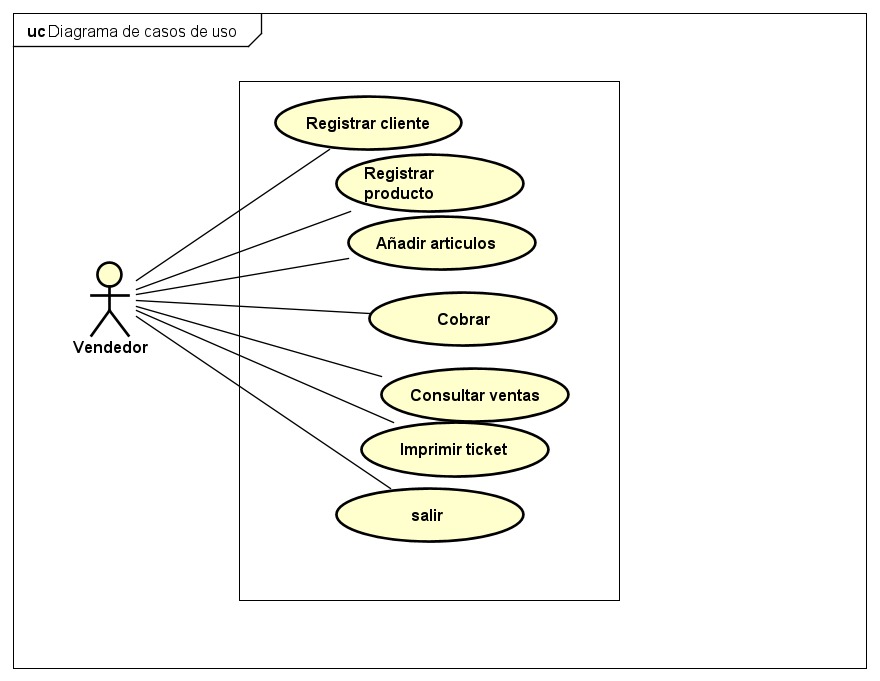 uc Diagrama de casos de uso
Registrar cliente
Registrar
producto
Añadir articulos
Cobrar
Vendedor
Consultar ventas
Imprimir ticket
salir